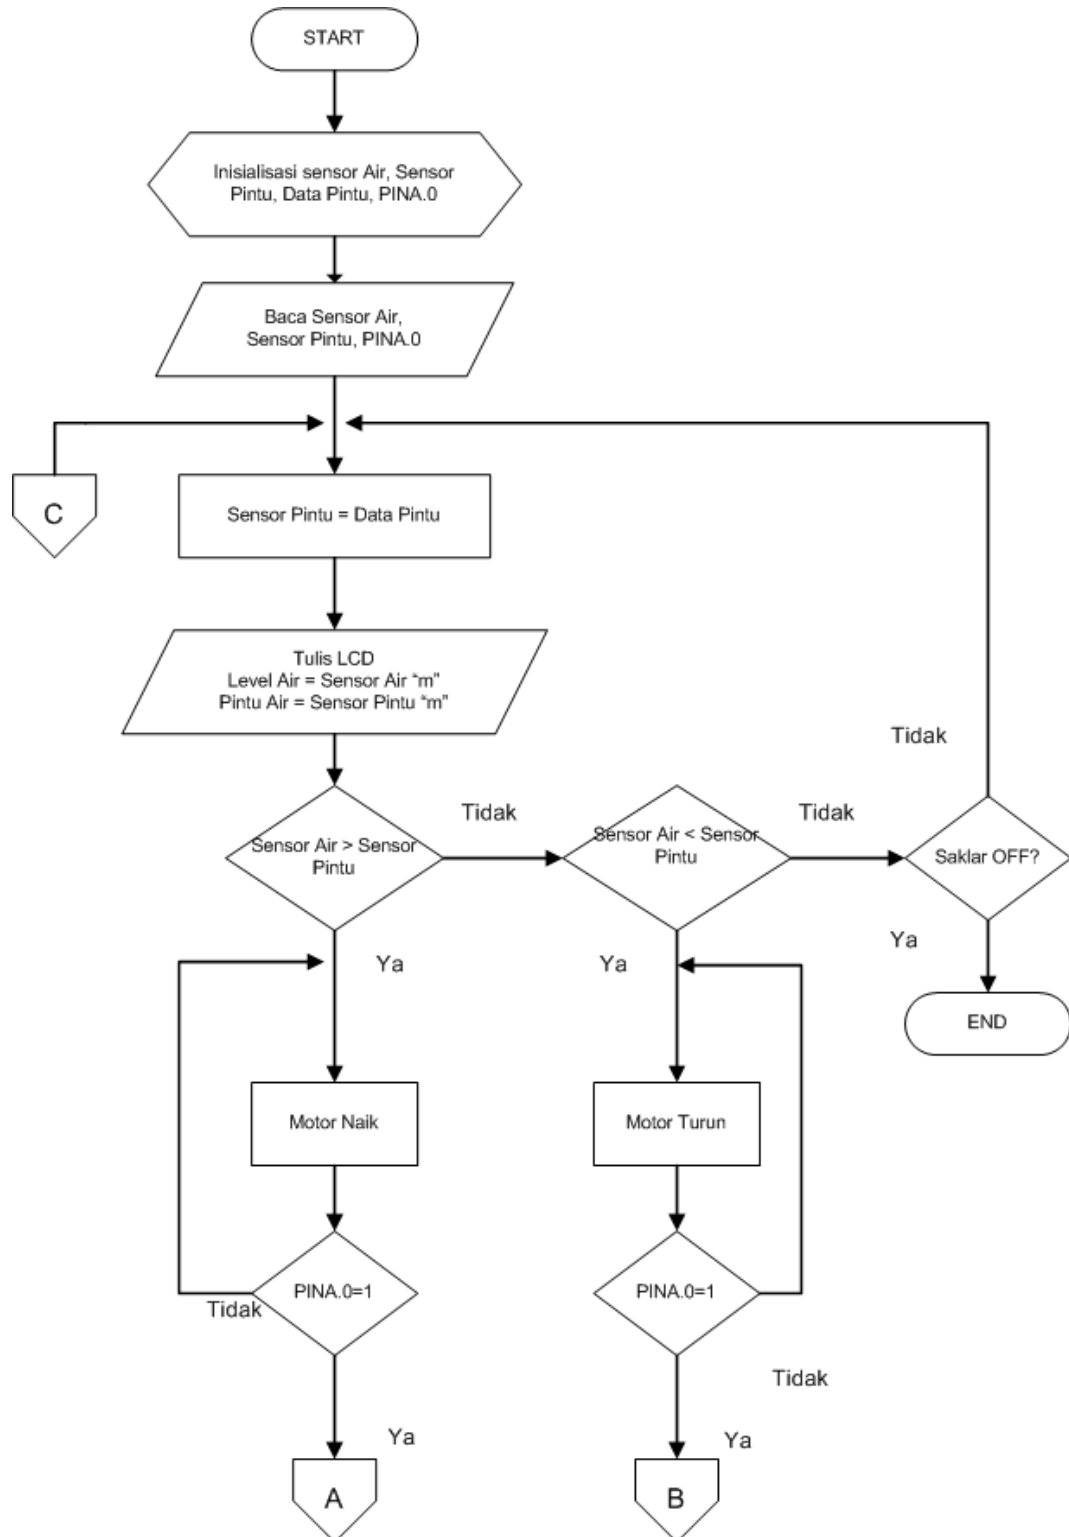 START
Inisialisasi sensor Air, Sensor
Pintu, Data Pintu, PINA.0
Baca Sensor Air,
Sensor Pintu, PINA.0
C
Sensor Pintu = Data Pintu
Tulis LCD
Level Air = Sensor Air “m”
Pintu Air = Sensor Pintu “m”
Tidak
Sensor Air > Sensor
Pintu
Tidak
Sensor Air < Sensor
Pintu
Tidak
Saklar OFF?
Ya
Ya
Ya
END
Motor Naik
Motor Turun
PINA.0=1
Tidak
PINA.0=1
Tidak
Ya
Ya
A
B